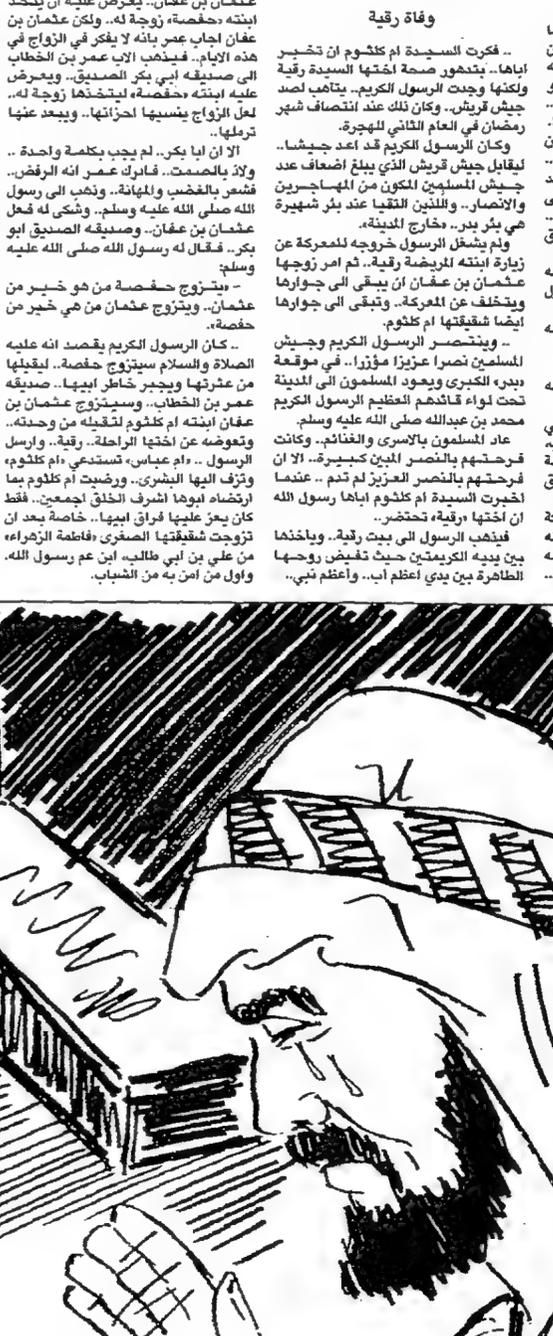 وفاة رقية
.. فكرت السيدة ام كلثوم ان تخبر
اباها.. بتدهور صحة اختها السيدة رقية
ولكنها وجدت الرسول الكريم.. يتاهب لصد
جيش قريش.. وكان ذلك عند انتصاف شهر
رمضان في العام الثاني للهجرة.
وكان الرسول الكريم قد اعد جيشا..
ليقابل جيش قريش الذي يبلغ اضعاف عدد
جيش المسلمين المكون من المهاجرين
والانصار.. واللذين التقيا عند بئر شهيرة
هي بئر بدر.. «خارج المدينة».
ولم يشغل الرسول خروجه للمعركة عن
زيارة ابنته المريضة رقية.. ثم امر زوجها
عثمان بن عفان ان يبقى الى جوارها
ويتخلف عن المعركة.. وتبقى الى جوارها
ايضا شقيقتها ام كلثوم.
.. وينتصر الرسول الكريم وجيش
المسلمين نصرا عزيزا مؤزرا.. في موقعة
«بدر» الكبرى ويعود المسلمون الى المدينة
تحت لواء قائدهم العظيم الرسول الكريم
محمد بن عبدالله صلى الله عليه وسلم.
عاد المسلمون بالاسرى والغنائم.. وكانت
فرحتهم بالنصر المبين كبيرة.. الا ان
فرحتهم بالنصر العزيز لم تدم .. عندما
اخبرت السيدة ام كلثوم اباها رسول الله
ان اختها «رقية» تحتضر..
فيذهب الرسول الى بيت رقية.. وياخذها
بين يديه الكريمتين حيث تفيض روحها
الطاهرة بين يدي اعظم أب.. وأعظم نبي..
عثمان بن عفان.. يعرض عليه ان يتخذ
ابنته «حفصة» زوجة له.. ولكن عثمان بن
عفان اجاب عمر بانه لا يفكر في الزواج في
هذه الايام.. فيذهب الاب عمر بن الخطاب
الى صديقه ابي بكر الصديق.. ويعرض
عليه ابنته «حفصة» ليتخذها زوجة له..
لعل الزواج ينسيها احزانها.. ويبعد عنها
ترملها..
الا ان ابا بكر.. لم يجب بكلمة واحدة ..
ولاذ بالصمت.. فادرك عمر انه الرفض..
فشعر بالغضب والمهانة.. وذهب الى رسول
الله صلى الله عليه وسلم.. وشكى له فعل
عثمان بن عفان.. وصديقه الصديق ابو
بكر.. فقال له رسول الله صلى الله عليه
وسلم:
- «يتزوج حفصة من هو خير من
عثمان.. ويتزوج عثمان من هي خير من
حفصة».
.. كان الرسول الكريم يقصد انه عليه
الصلاة والسلام سيتزوج حفصة.. ليقيلها
من عثرتها ويجبر خاطر ابيها.. صديقه
عمر بن الخطاب.. وسيتزوج عثمان بن
عفان ابنته ام كلثوم لتقيله من وحدته..
وتعوضه عن اختها الراحلة.. رقية.. وارسل
الرسول .. «ام عياس» تستدعي «ام كلثوم»
وتزف اليها البشرى.. ورضيت ام كلثوم بما
ارتضاه ابوها اشرف الخلق اجمعين.. فقط
كان يعز عليها فراق ابيها.. خاصة بعد ان
تزوجت شقيقتها الصغرى «فاطمة الزهراء»
من علي بن ابي طالب، ابن عم رسول الله.
واول من امن به من الشباب.